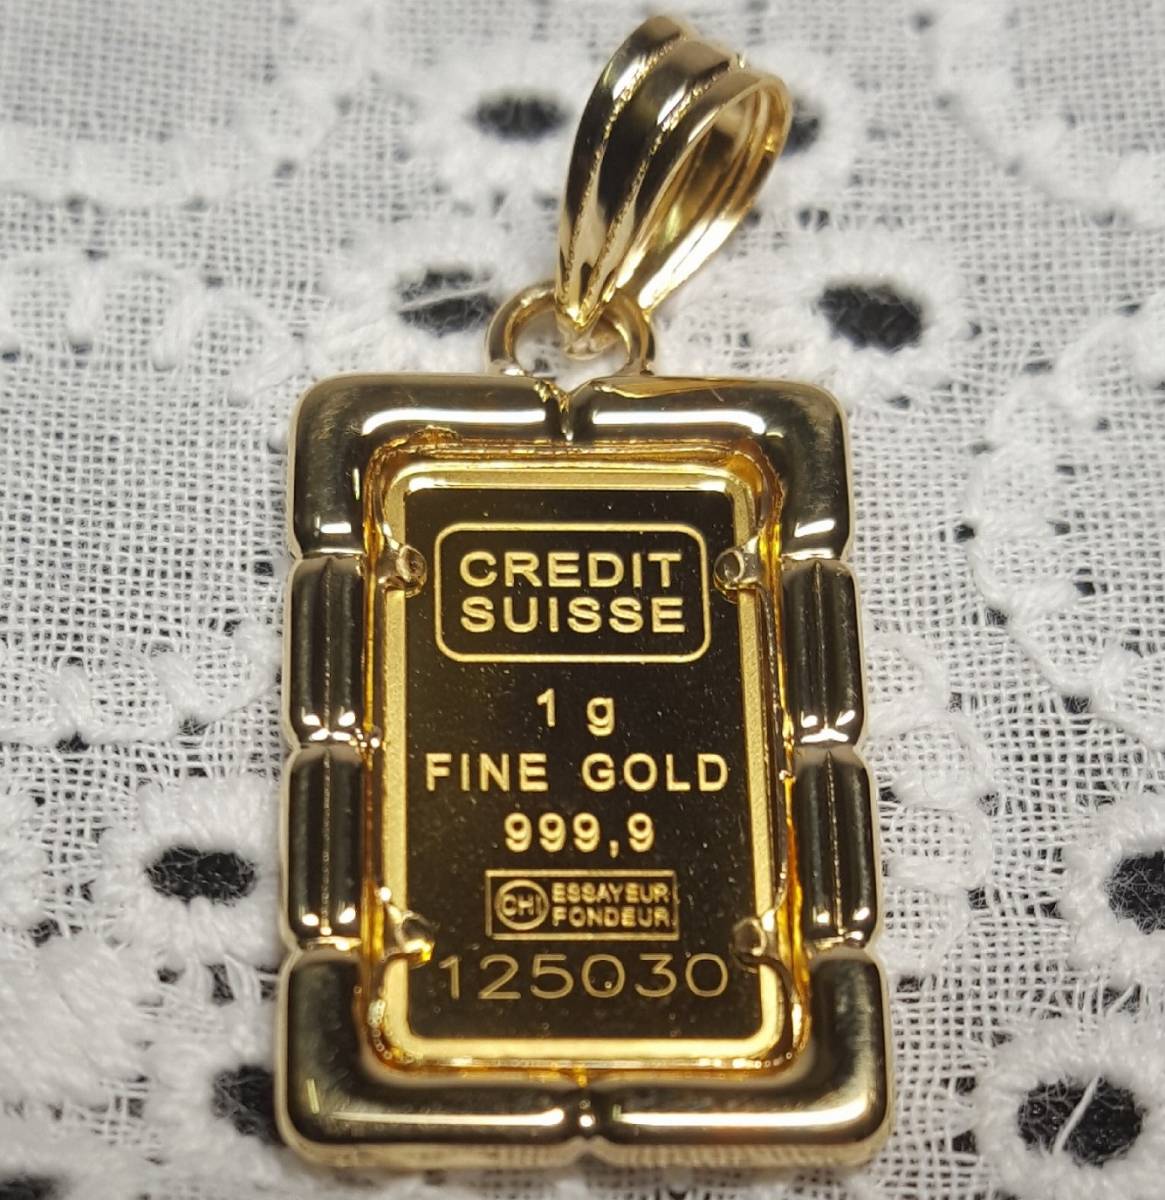 CREDIT
SUISSE
1 g
FINE GOLD
999,9
CHI ESSAYEUR
FONDEUR
125030